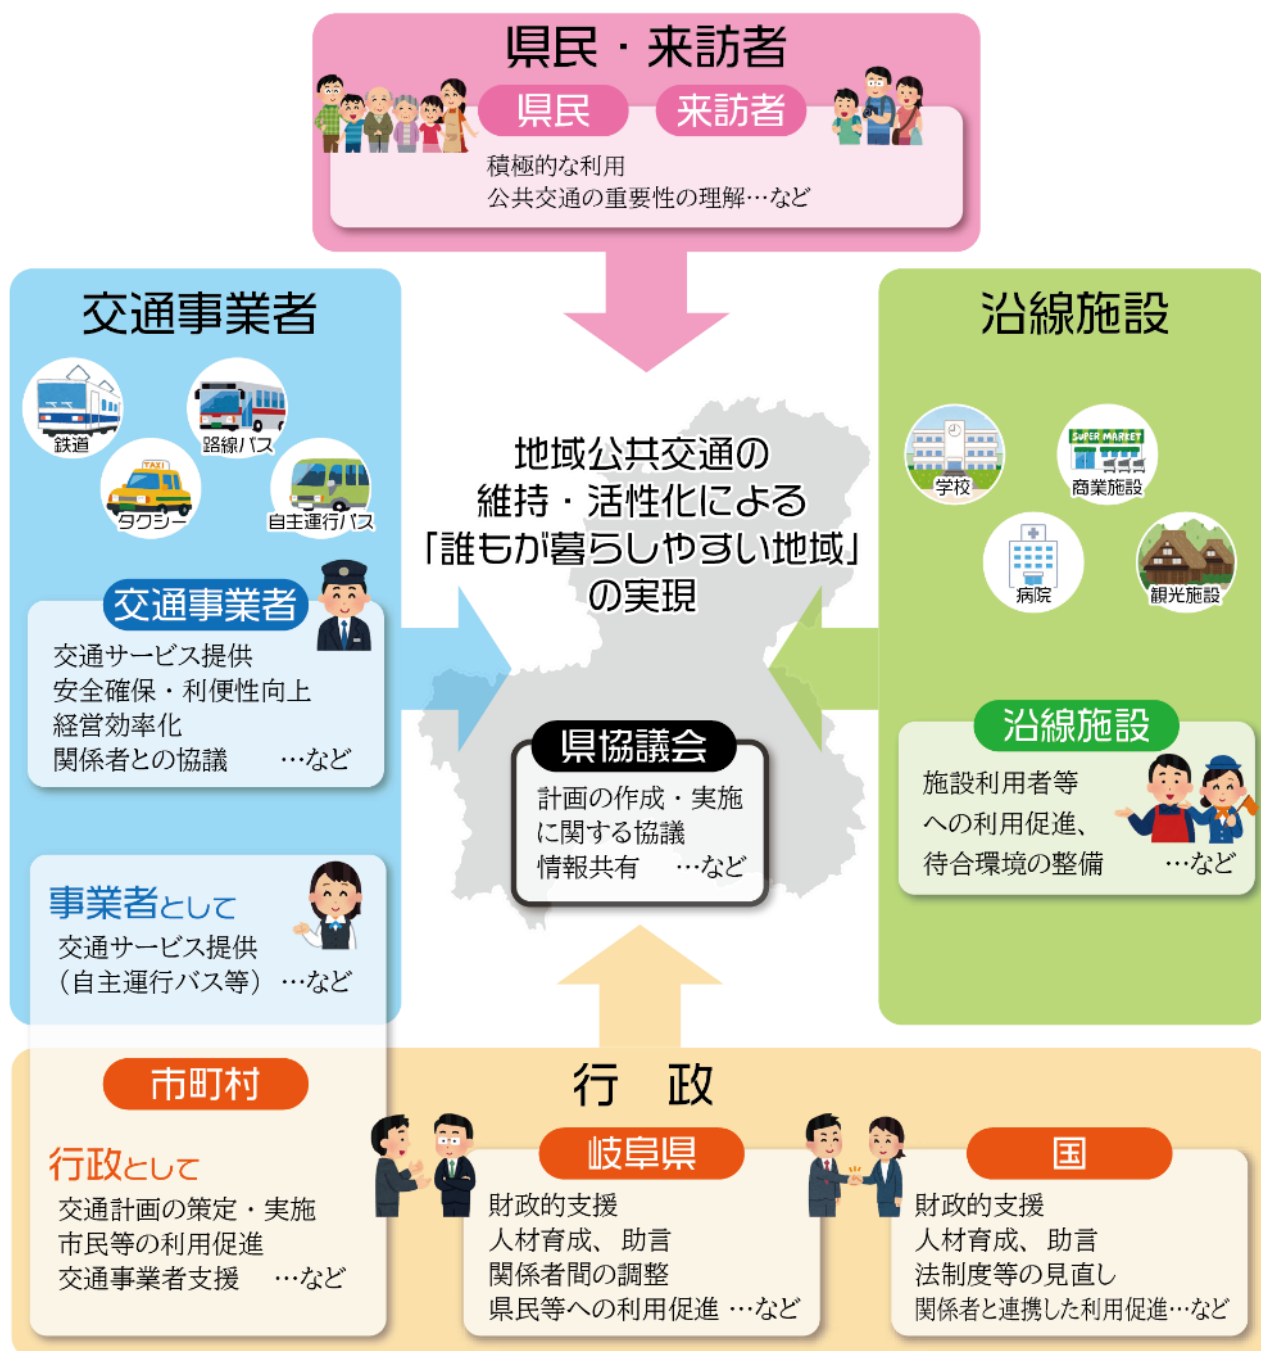 県民・来訪者
県民
来訪者
積極的な利用
公共交通の重要性の理解…など
交通事業者
鉄道
路線バス
タクシー
TAXI
自主運行バス
交通事業者
交通サービス提供
安全確保・利便性向上
経営効率化
関係者との協議 …など
事業者として
交通サービス提供
（自主運行バス等） …など
地域公共交通の
維持・活性化による
「誰もが暮らしやすい地域」
の実現
県協議会
計画の作成・実施
に関する協議
情報共有 …など
沿線施設
学校
SUPER MARKET
商業施設
病院
観光施設
沿線施設
施設利用者等
への利用促進、
待合環境の整備 …など
行 政
市町村
行政として
交通計画の策定・実施
市民等の利用促進
交通事業者支援 …など
岐阜県
財政的支援
人材育成、助言
関係者間の調整
県民等への利用促進 …など
国
財政的支援
人材育成、助言
法制度等の見直し
関係者と連携した利用促進…など